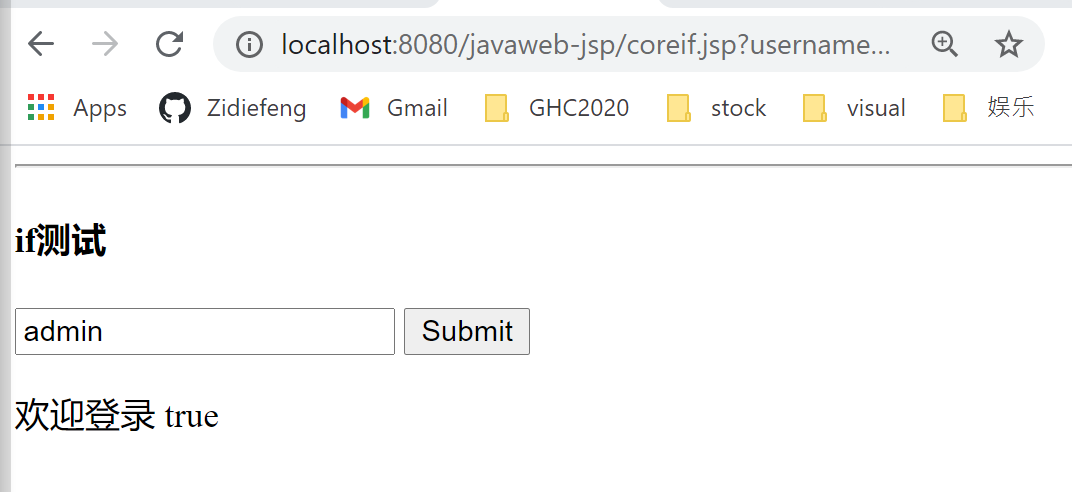 localhost:8080/javaweb-jsp/coreif.jsp?username...
Apps Zidiefeng Gmail GHC2020 stock visual 娱乐
if测试
admin Submit
欢迎登录 true